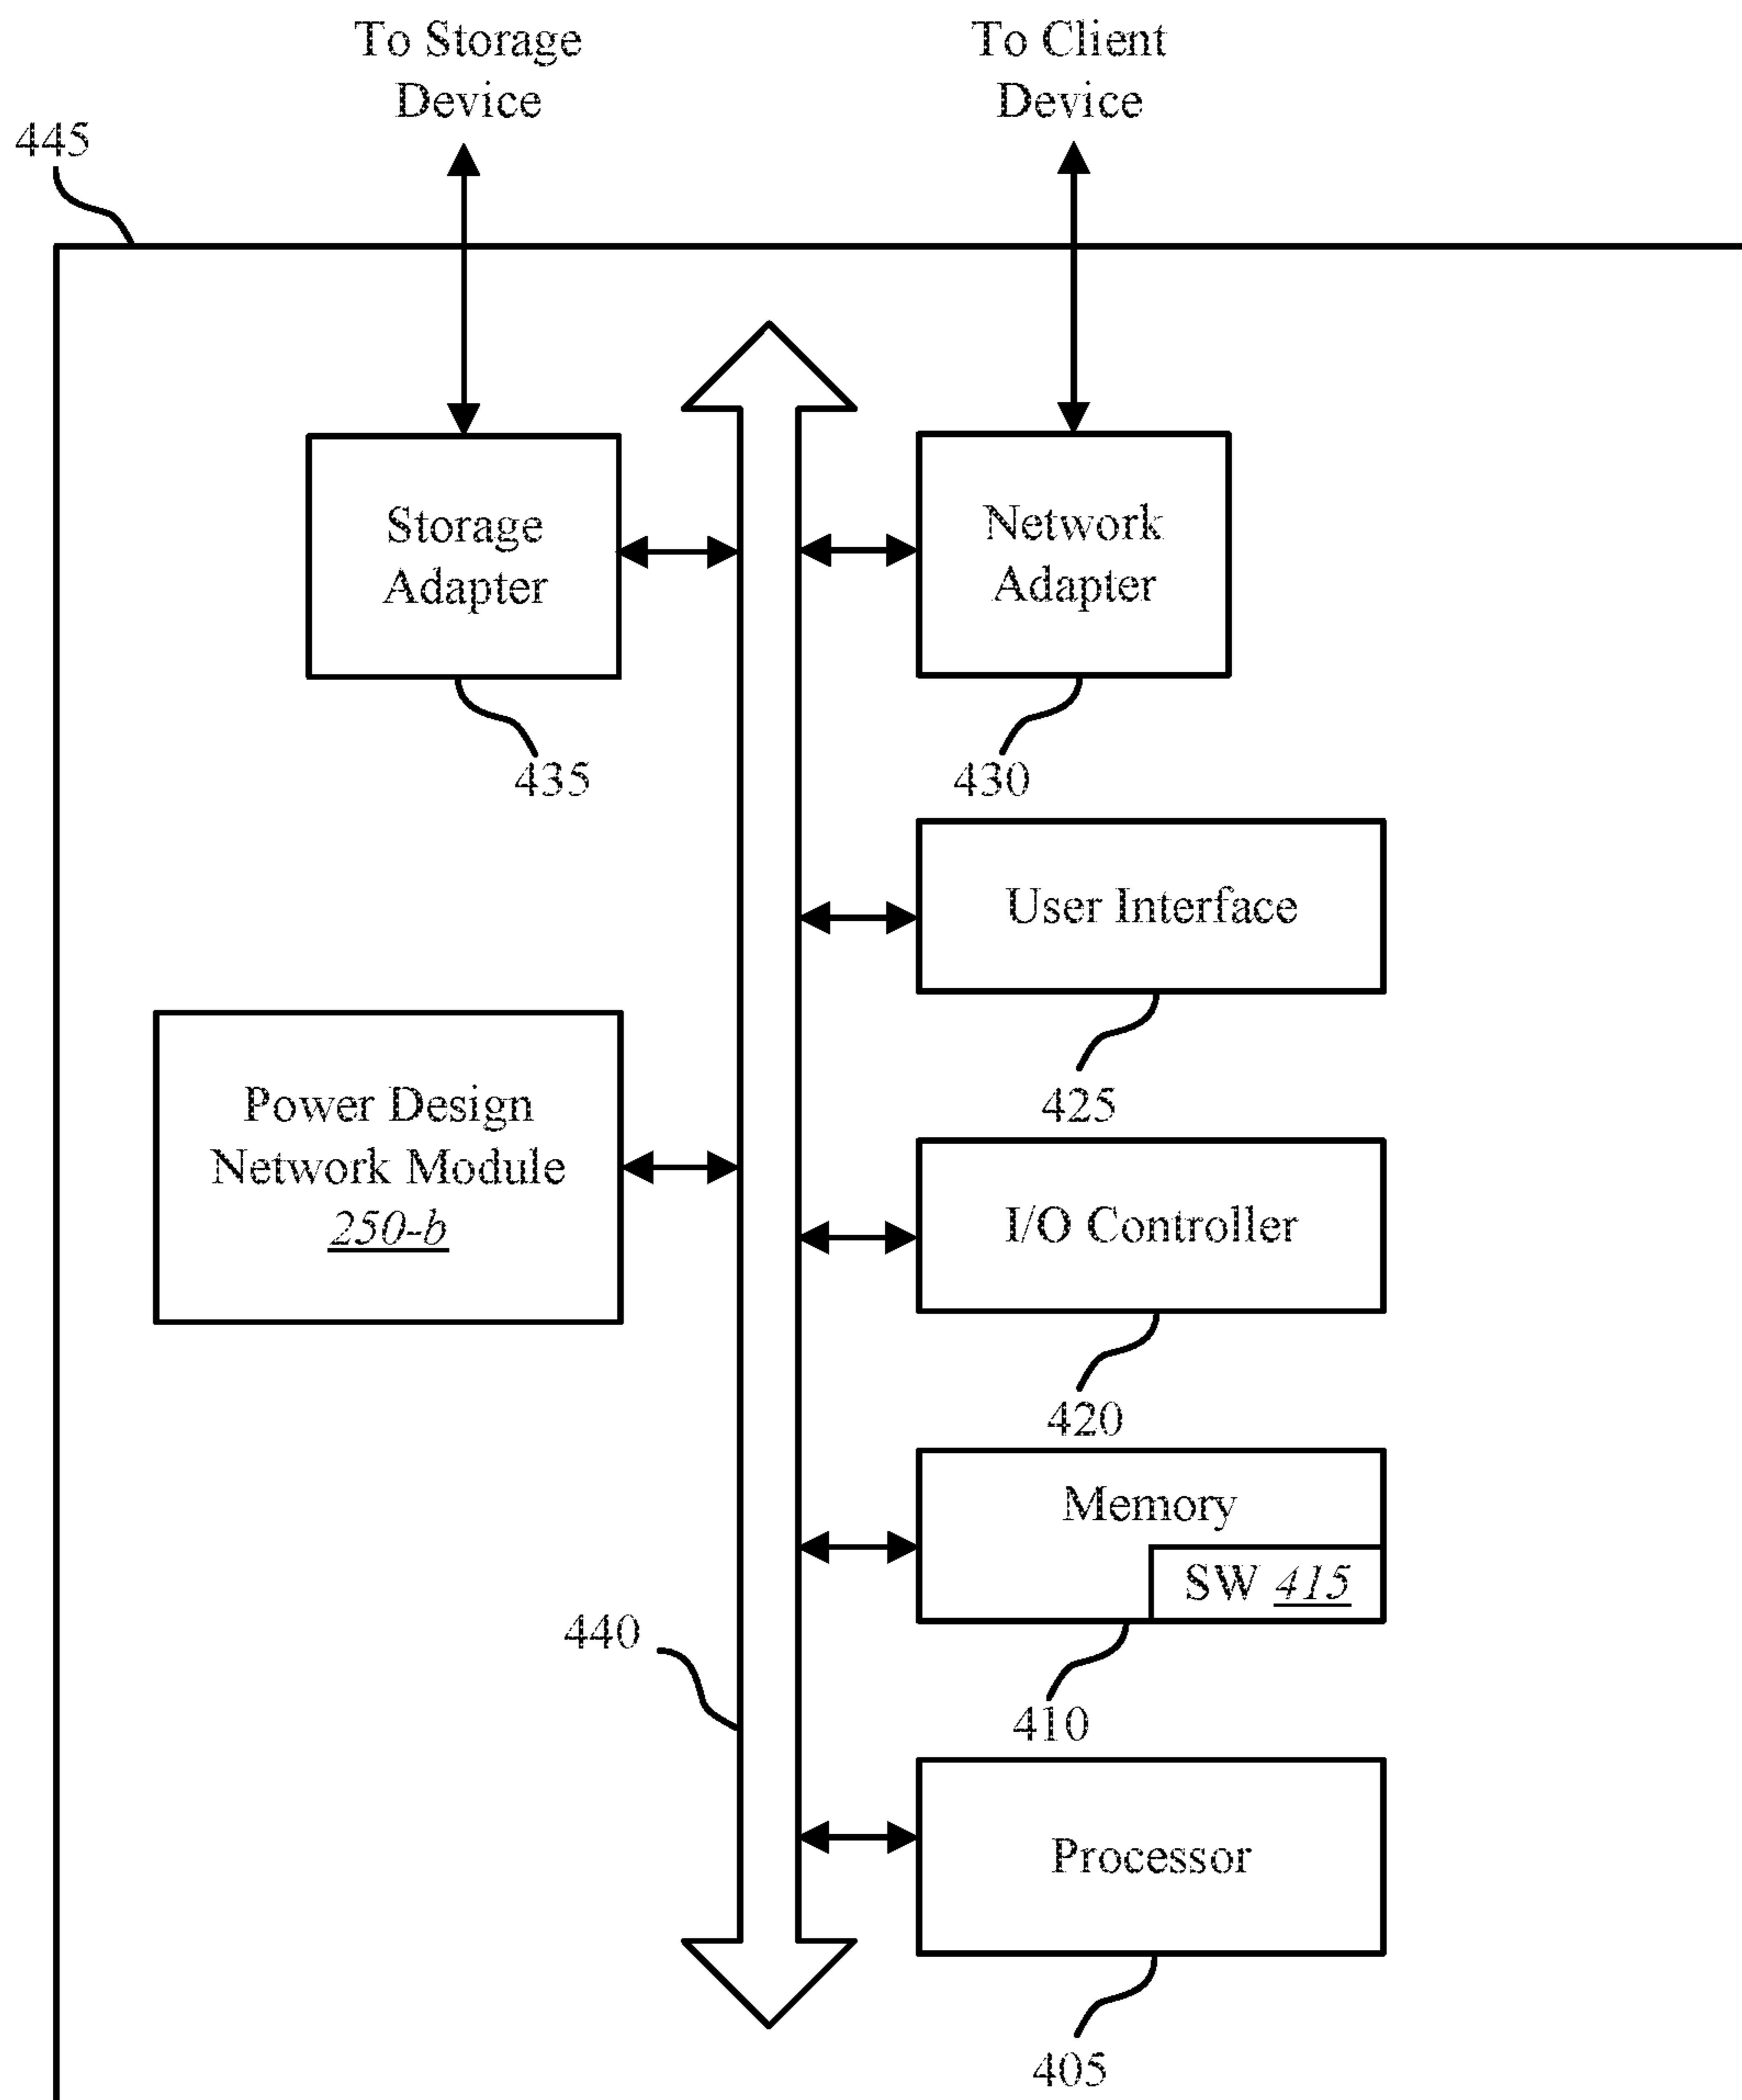 To Storage
Device
To Client
Device
445
Storage
Adapter
Network
Adapter
435
430
User Interface
425
Power Design
Network Module
250-b
I/O Controller
420
Memory
SW 415
440
410
Processor
405